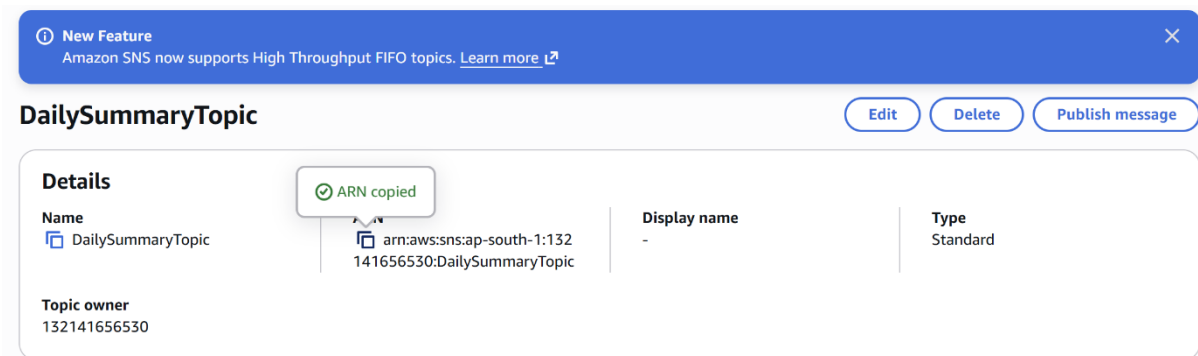 New Feature
Amazon SNS now supports High Throughput FIFO topics. Learn more
DailySummaryTopic
Edit
Delete
Publish message
Details
ARN copied
Name
DailySummaryTopic
arn:aws:sns:ap-south-1:132
141656530:DailySummaryTopic
Display name
-
Type
Standard
Topic owner
132141656530